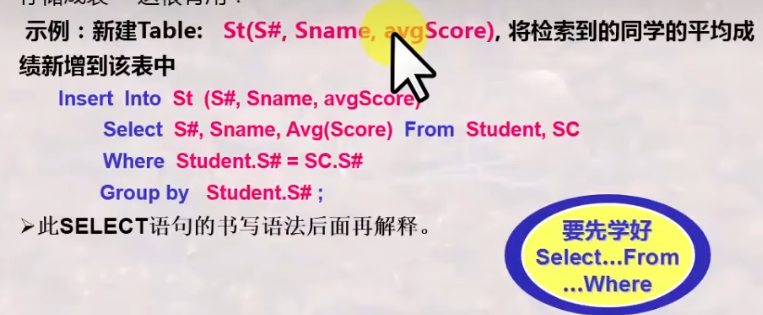 示例：新建Table: St(S#, Sname, avgScore), 将检索到的同学的平均成
绩新增到该表中
Insert Into St (S#, Sname, avgScore)
Select S#, Sname, Avg(Score) From Student, SC
Where Student.S# = SC.S#
Group by Student.S# ;
➢此SELECT语句的书写语法后面再解释。
要先学好
Select...From
...Where